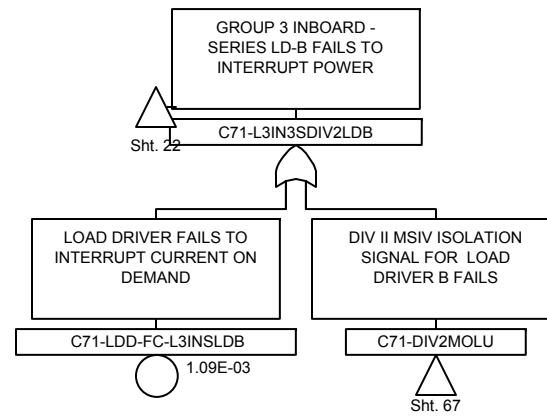 GROUP 3 INBOARD -
SERIES LD-B FAILS TO
INTERRUPT POWER
Sht. 22
C71-L3IN3SDIV2LDB
LOAD DRIVER FAILS TO
INTERRUPT CURRENT ON
DEMAND
C71-LDD-FC-L3INSLDB
1.09E-03
DIV II MSIV ISOLATION
SIGNAL FOR LOAD
DRIVER B FAILS
C71-DIV2MOLU
Sht. 67